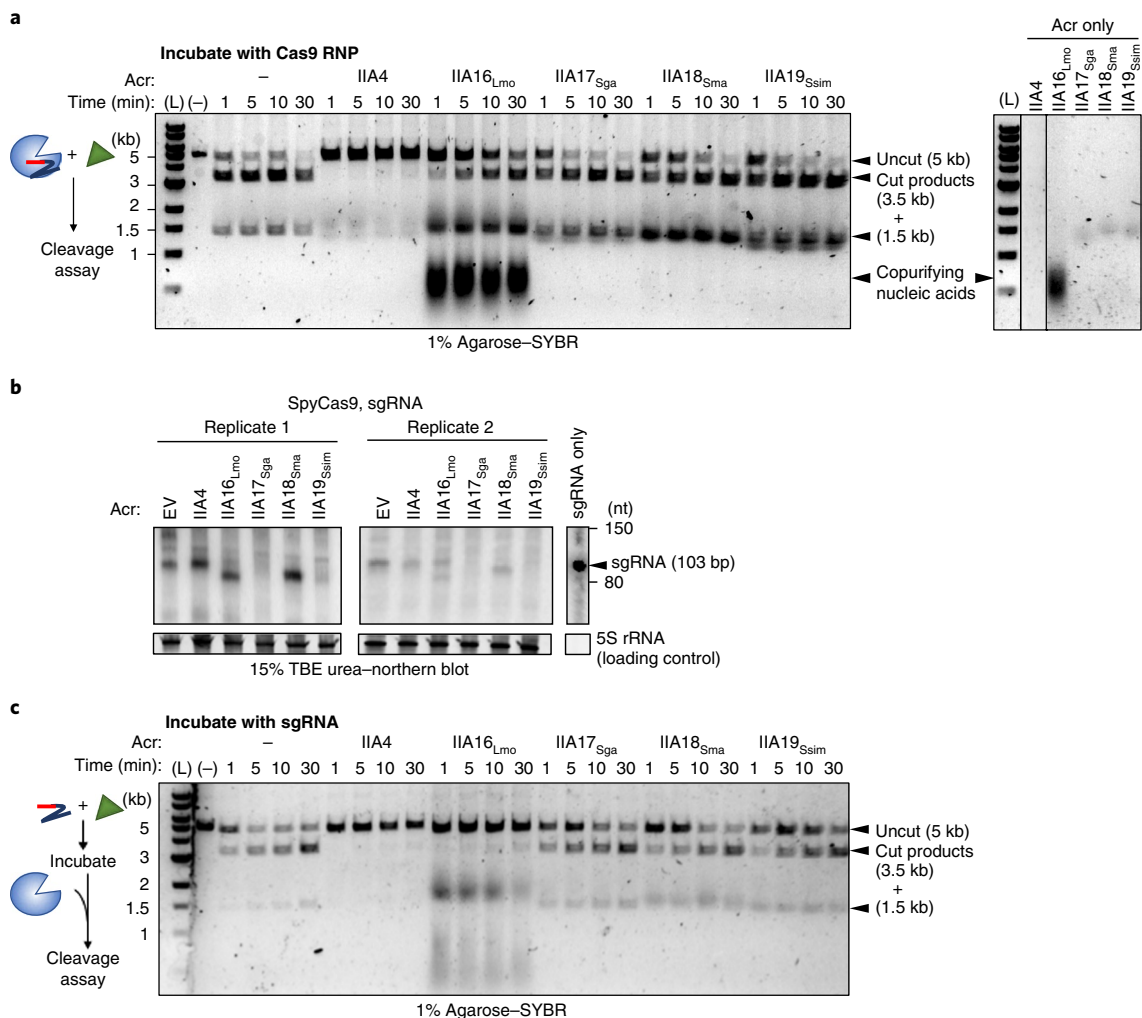 a
Incubate with Cas9 RNP
Acr: – IIA4 IIA16Lmo IIA17Sga IIA18Sma IIA19Ssim
Time (min): (L) (–) 1 5 10 30 1 5 10 30 1 5 10 30 1 5 10 30 1 5 10 30 1 5 10 30
(kb)
5
3
2
1.5
1
+
Cleavage
assay
Uncut (5 kb)
Cut products
(3.5 kb)
+
(1.5 kb)
Copurifying
nucleic acids
1% Agarose–SYBR
Acr only
(L) IIA4 IIA16Lmo IIA17Sga IIA18Sma IIA19Ssim
b
SpyCas9, sgRNA
Replicate 1 Replicate 2
Acr: EV IIA4 IIA16Lmo IIA17Sga IIA18Sma IIA19Ssim EV IIA4 IIA16Lmo IIA17Sga IIA18Sma IIA19Ssim sgRNA only
(nt)
150
sgRNA (103 bp)
80
5S rRNA
(loading control)
15% TBE urea–northern blot
c
Incubate with sgRNA
Acr: – IIA4 IIA16Lmo IIA17Sga IIA18Sma IIA19Ssim
Time (min): (L) (–) 1 5 10 30 1 5 10 30 1 5 10 30 1 5 10 30 1 5 10 30 1 5 10 30
(kb)
5
3
2
1.5
1
+
Incubate
Cleavage
assay
Uncut (5 kb)
Cut products
(3.5 kb)
+
(1.5 kb)
1% Agarose–SYBR